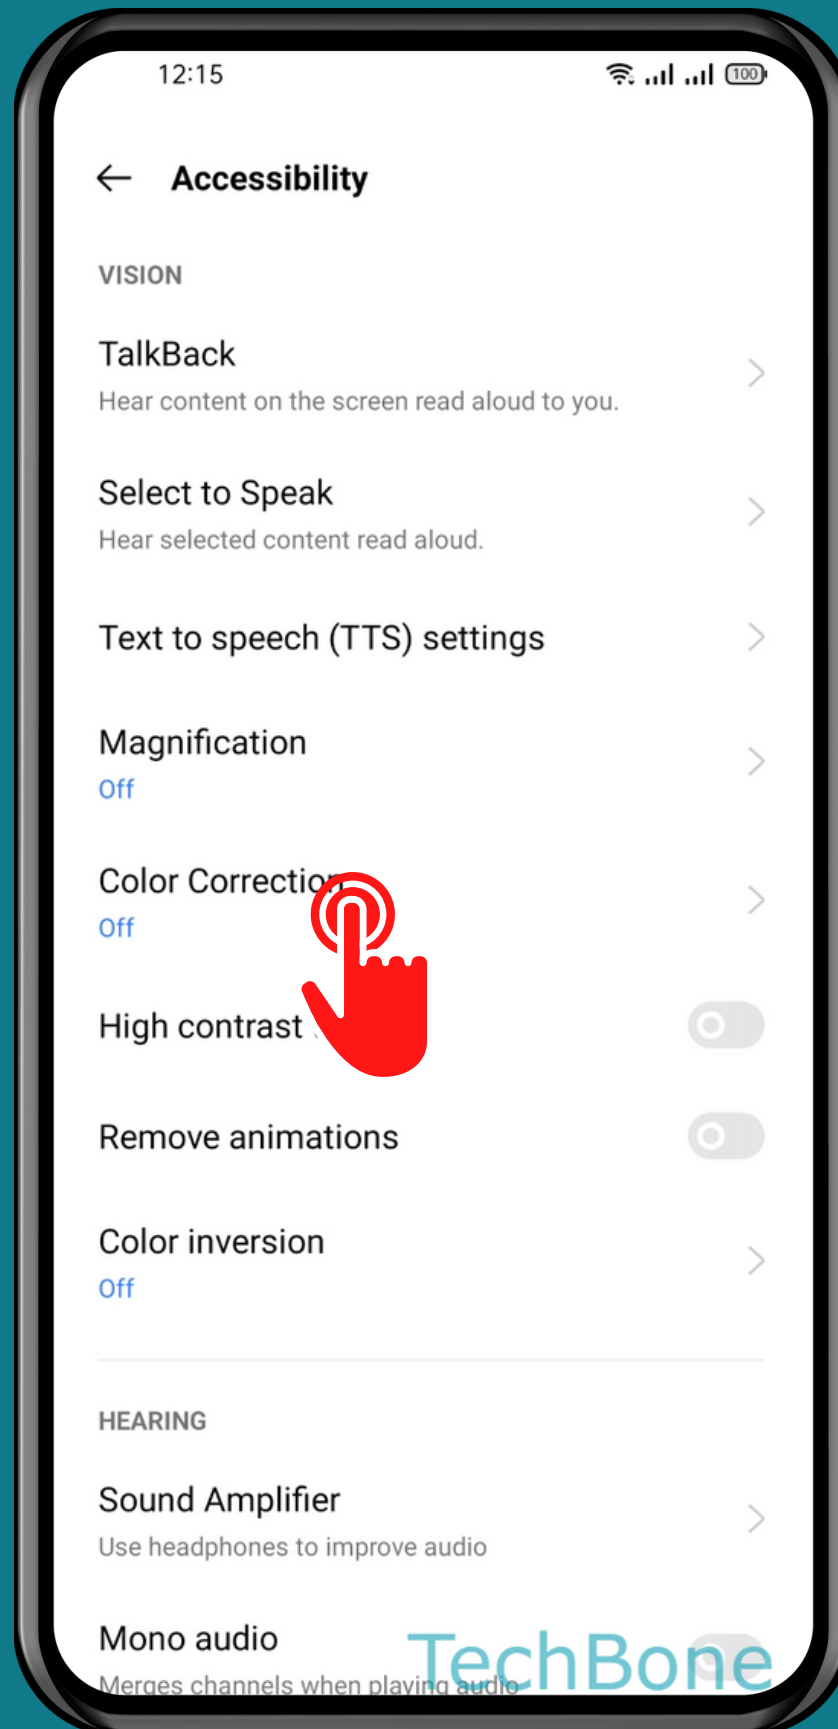 12:15
100
Accessibility
VISION
TalkBack
Hear content on the screen read aloud to you.
Select to Speak
Hear selected content read aloud.
Text to speech (TTS) settings
Magnification
Off
Color Correction
Off
High contrast
Remove animations
Color inversion
Off
HEARING
Sound Amplifier
Use headphones to improve audio
Mono audio
Merges channels when playing audio
TechBone